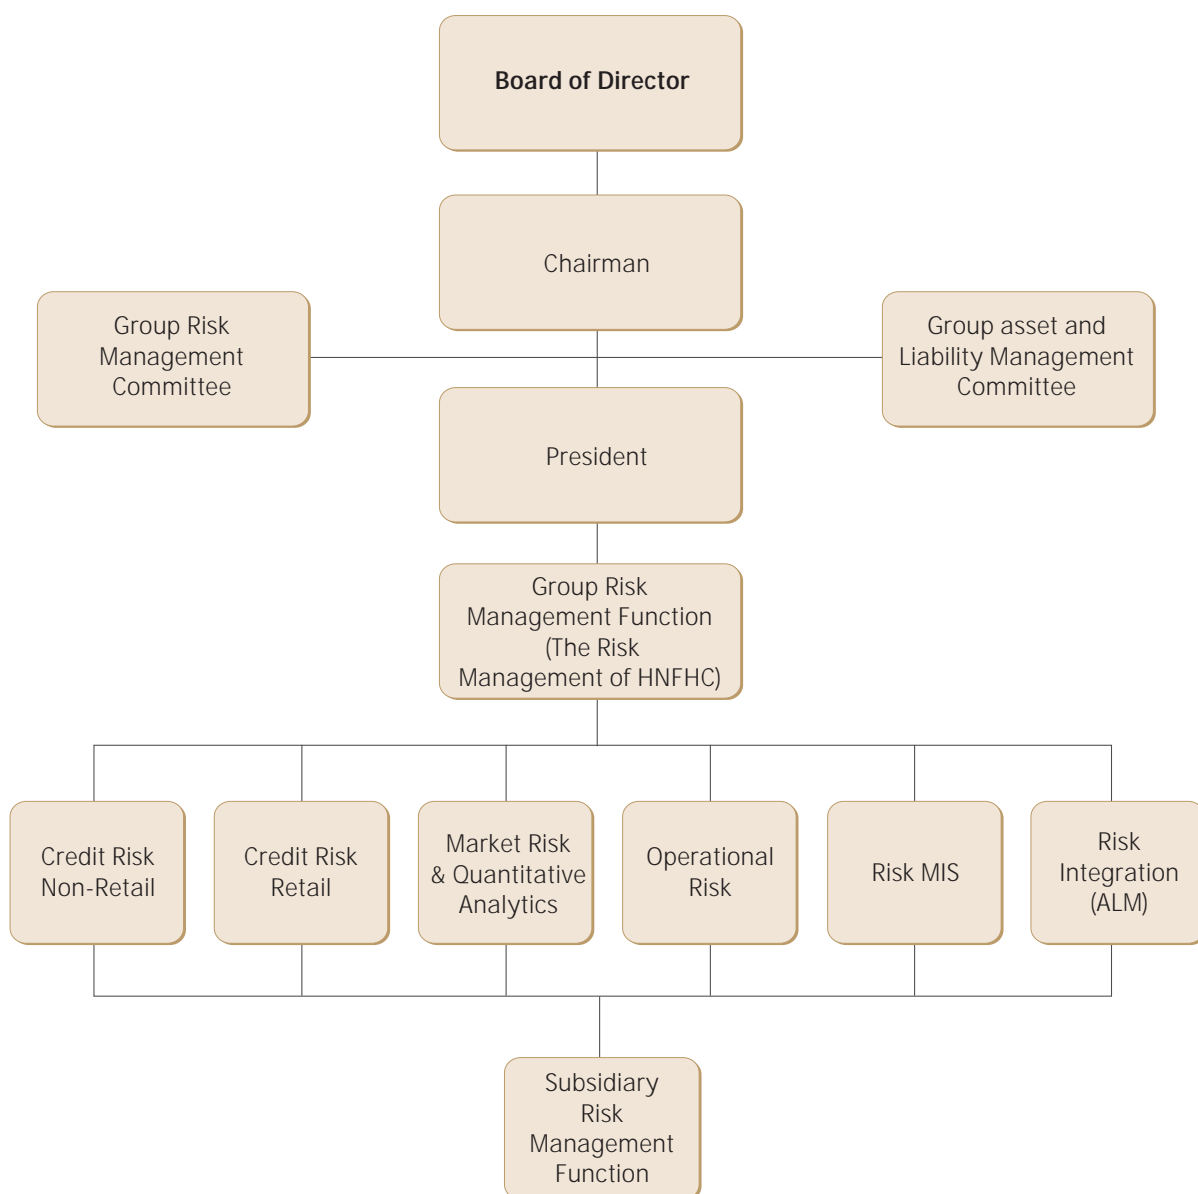 Board of Director
Chairman
Group Risk
Management
Committee
Group asset and
Liability Management
Committee
President
Group Risk
Management Function
(The Risk
Management of HNFHC)
Credit Risk
Non-Retail
Credit Risk
Retail
Market Risk
& Quantitative
Analytics
Operational
Risk
Risk MIS
Risk
Integration
(ALM)
Subsidiary
Risk
Management
Function